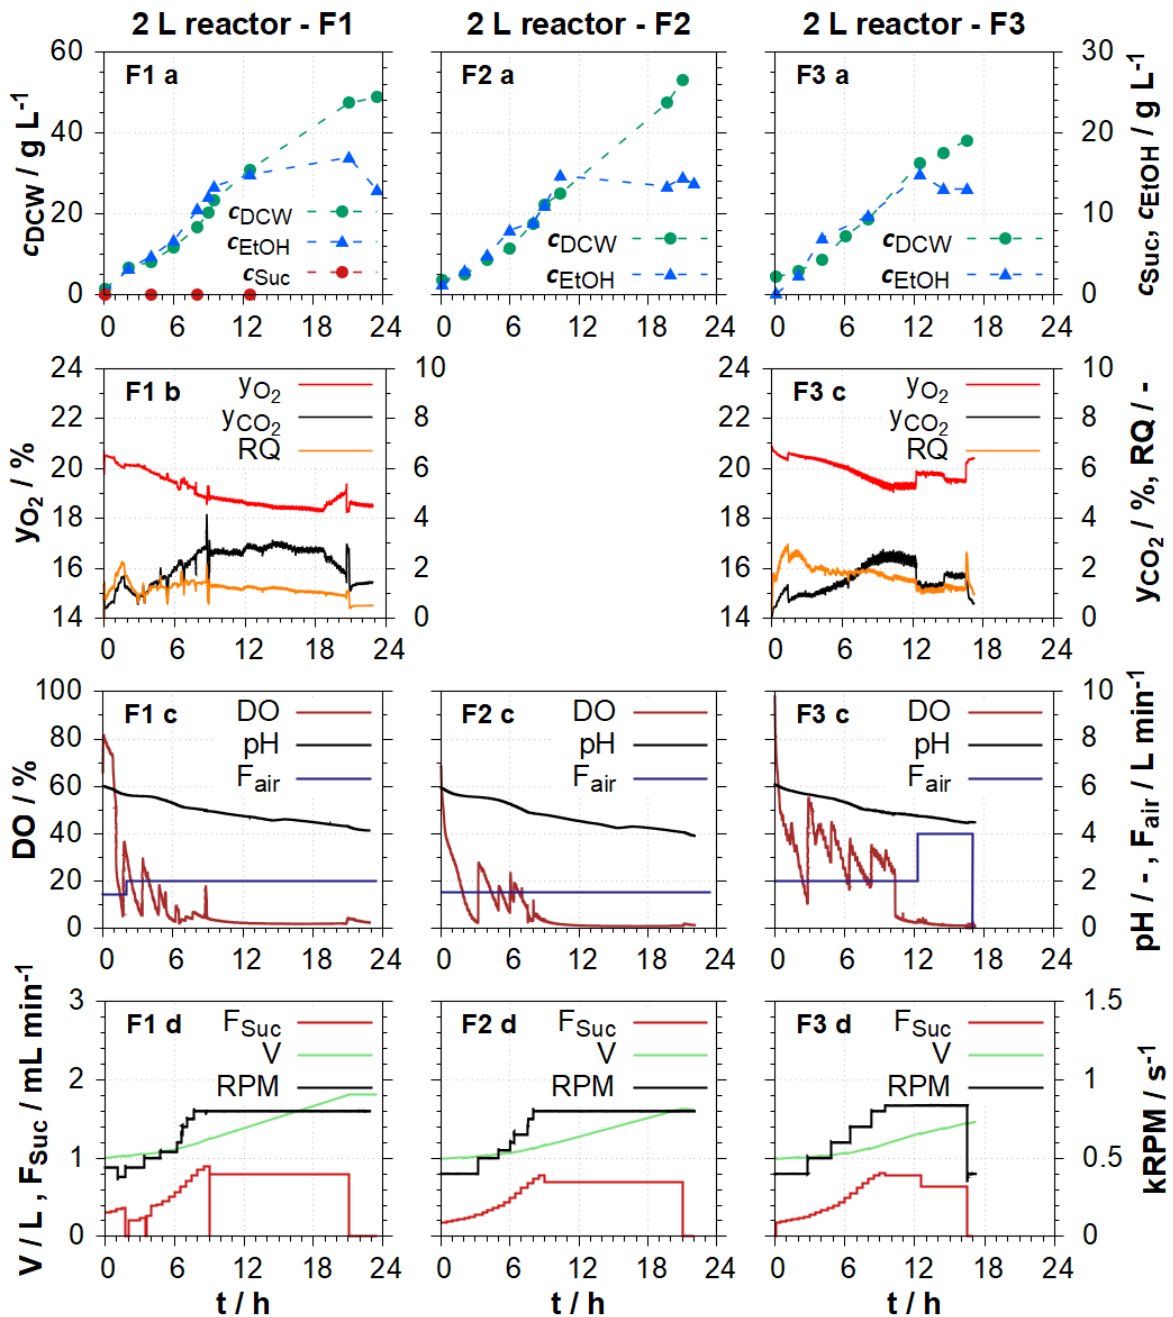 2 L reactor - F1 2 L reactor - F2 2 L reactor - F3
60 30
F1 a F2 a F3 a
40 20
20 10
0 0
cDCW cDCW cDCW
cEtOH cEtOH cEtOH
cSuc
cDCW / g L-1
cSuc, cEtOH / g L-1
0 6 12 18 24 0 6 12 18 24 0 6 12 18 24
24 10 24 10
F1 b yO2 F3 c yO2
22 8 22 8
yCO2 yCO2
RQ RQ
20 6 20 6
18 4 18 4
16 2 16 2
14 0 14 0
yO2 / %
yCO2 / %, RQ / -
0 6 12 18 24 0 6 12 18 24
100 10
F1 c DO F2 c DO F3 c DO
80 8
pH pH pH
Fair Fair Fair
60 6
40 4
20 2
0 0
DO / %
pH / - , Fair / L min-1
0 6 12 18 24 0 6 12 18 24 0 6 12 18 24
3 1.5
F1 d FSuc F2 d FSuc F3 d FSuc
V V V
2 1
RPM RPM RPM
1 0.5
0 0
V / L , FSuc / mL min-1
kRPM / s-1
0 6 12 18 24 0 6 12 18 24 0 6 12 18 24
t / h t / h t / h